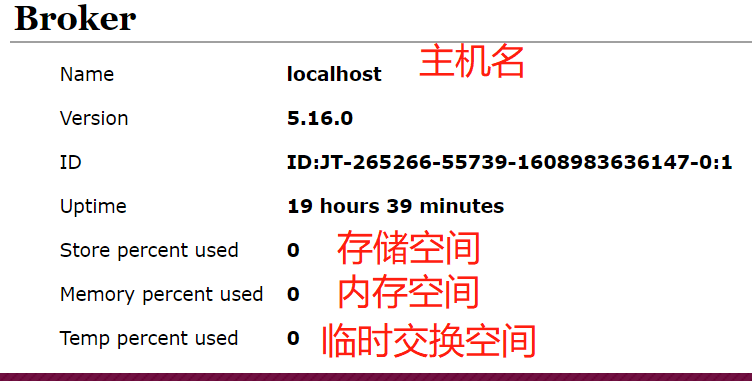 Broker
Name localhost 主机名
Version 5.16.0
ID ID:JT-265266-55739-1608983636147-0:1
Uptime 19 hours 39 minutes
Store percent used 0 存储空间
Memory percent used 0 内存空间
Temp percent used 0 临时交换空间